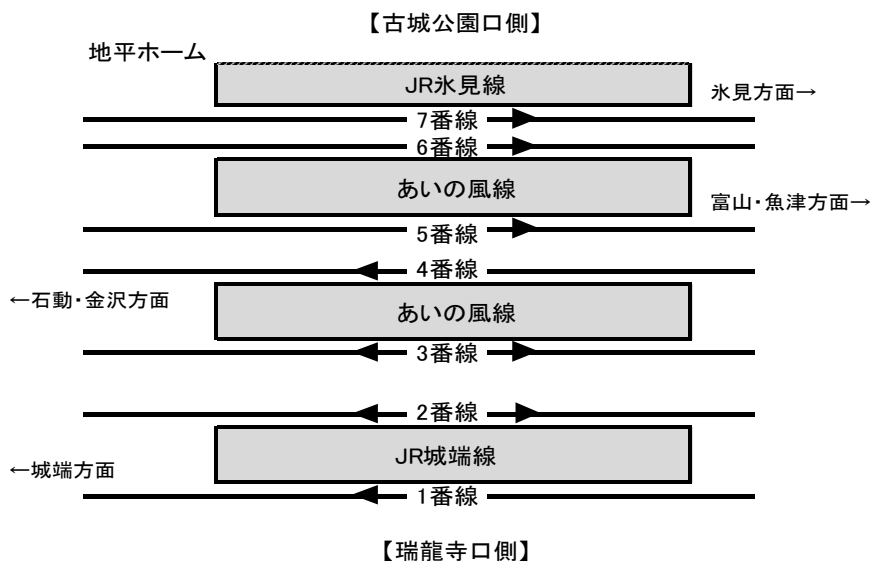 【古城公園口側】
地平ホーム
JR氷見線
氷見方面→
7番線
6番線
あいの風線
富山・魚津方面→
5番線
4番線
←石動・金沢方面
あいの風線
3番線
2番線
JR城端線
←城端方面
1番線
【瑞龍寺口側】